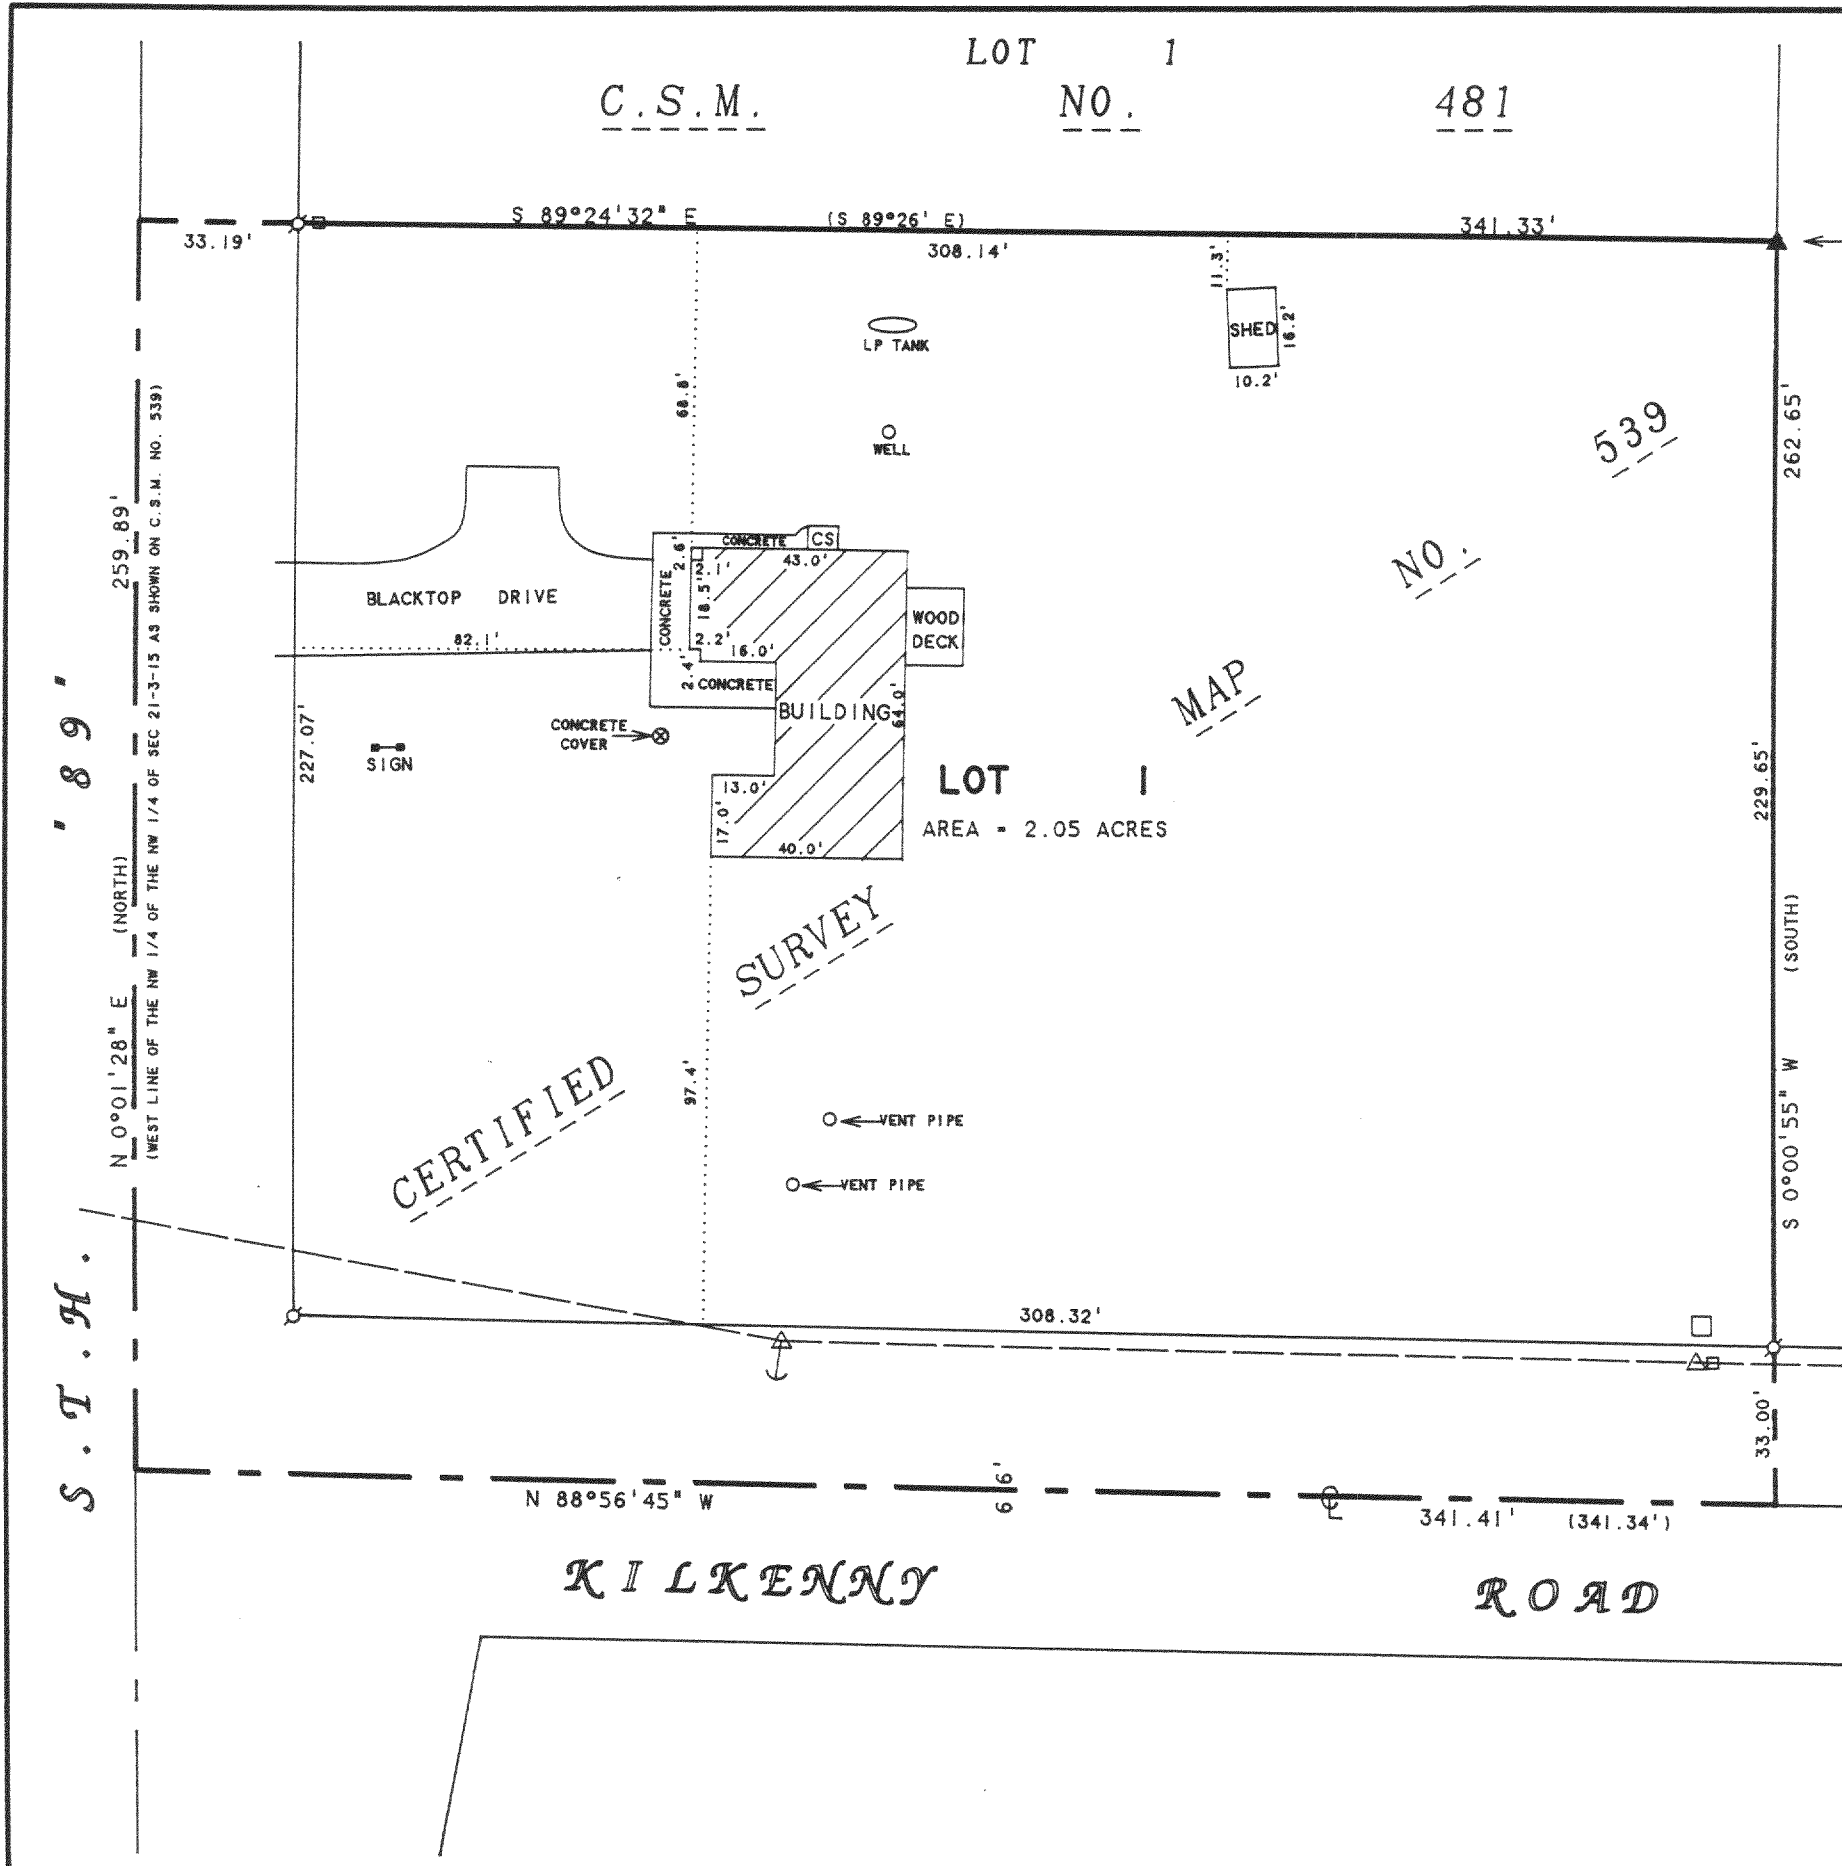 LOT 1
C.S.M. NO. 481
S 89°24'32" E (S 89°26' E) 341.33'
33.19'
308.14'
11.3'
SHED
16.2'
10.2'
LP TANK
68.8'
WELL
539
262.65'
259.89'
(WEST LINE OF THE NW 1/4 OF THE NW 1/4 OF SEC 21-3-15 AS SHOWN ON C.S.M. NO. 539)
N 0°01'28" E (NORTH)
CONCRETE
CS
2.6'
2.1'
43.0'
NO.
BLACKTOP DRIVE
CONCRETE
18.5'
WOOD
DECK
82.1'
2.2'
16.0'
2.4'
CONCRETE
MAP
BUILDING
64.0'
227.07'
CONCRETE
COVER
SIGN
"89"
LOT 1
AREA = 2.05 ACRES
13.0'
17.0'
40.0'
229.65'
(SOUTH)
SURVEY
97.4'
CERTIFIED
VENT PIPE
VENT PIPE
S 0°00'55" W
S.T.H.
308.32'
33.00'
66'
N 88°56'45" W
341.41' (341.34')
KILKENNY ROAD